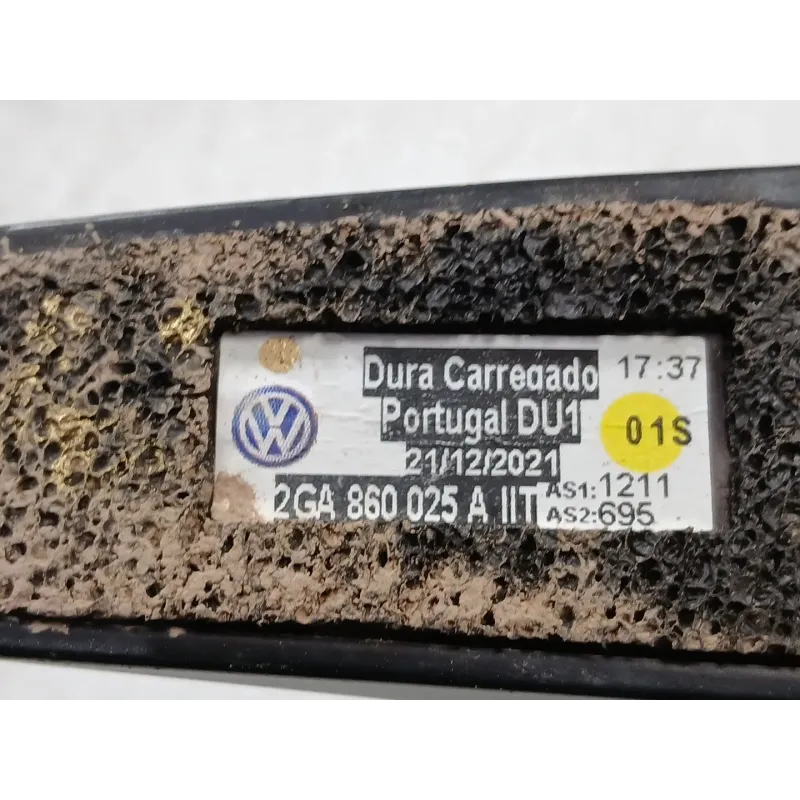 Dura Carregado 17:37
Portugal DU1 01S
21/12/2021
2GA 860 025 A IIT AS1:1211
AS2:695